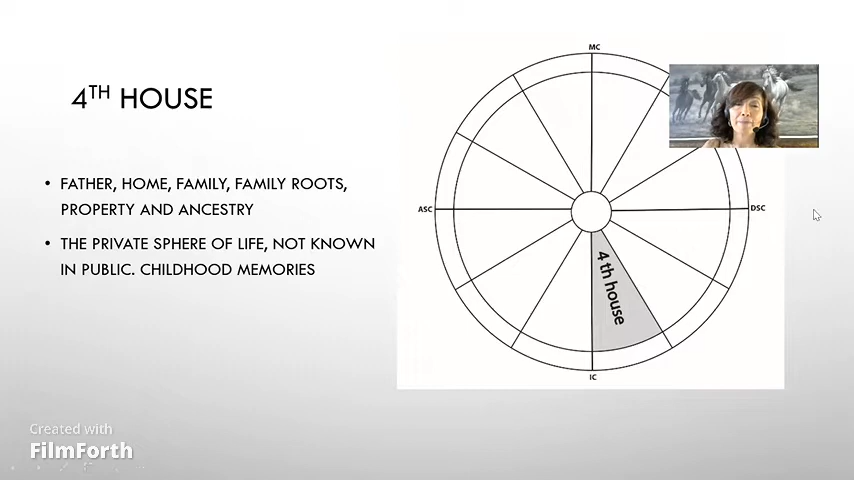 4TH HOUSE
• FATHER, HOME, FAMILY, FAMILY ROOTS,
PROPERTY AND ANCESTRY
• THE PRIVATE SPHERE OF LIFE, NOT KNOWN
IN PUBLIC. CHILDHOOD MEMORIES
MC
ASC
DSC
4 th house
IC
Created with
FilmForth